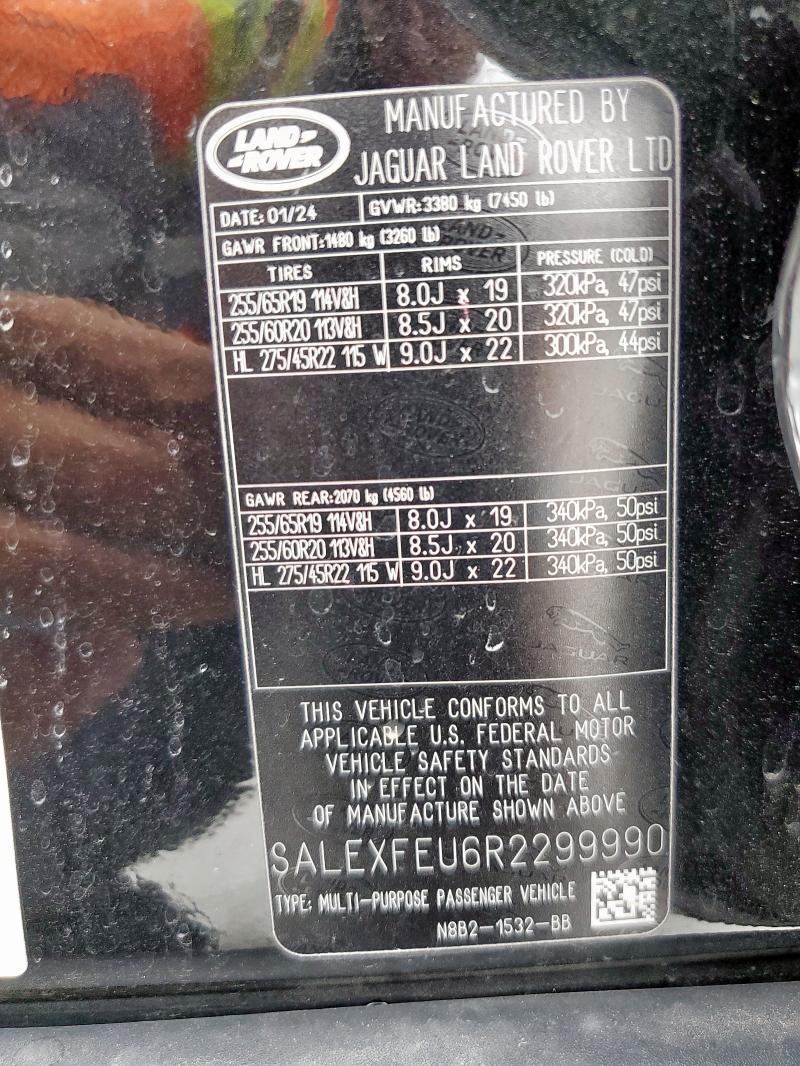 LAND ROVER
MANUFACTURED BY
JAGUAR LAND ROVER LTD
DATE: 01/24 GVWR:3380 kg (7450 lb)
GAWR FRONT:1480 kg (3260 lb)
TIRES RIMS PRESSURE (COLD)
255/65R19 114V&H 8.0J x 19 320kPa, 47psi
255/60R20 113V&H 8.5J x 20 320kPa, 47psi
HL 275/45R22 115 W 9.0J x 22 300kPa, 44psi
GAWR REAR:2070 kg (4560 lb)
255/65R19 114V&H 8.0J x 19 340kPa, 50psi
255/60R20 113V&H 8.5J x 20 340kPa, 50psi
HL 275/45R22 115 W 9.0J x 22 340kPa, 50psi
JAGUAR
THIS VEHICLE CONFORMS TO ALL
APPLICABLE U.S. FEDERAL MOTOR
VEHICLE SAFETY STANDARDS
IN EFFECT ON THE DATE
OF MANUFACTURE SHOWN ABOVE
SALEXFEU6R2299990
TYPE: MULTI-PURPOSE PASSENGER VEHICLE
N8B2-1532-BB